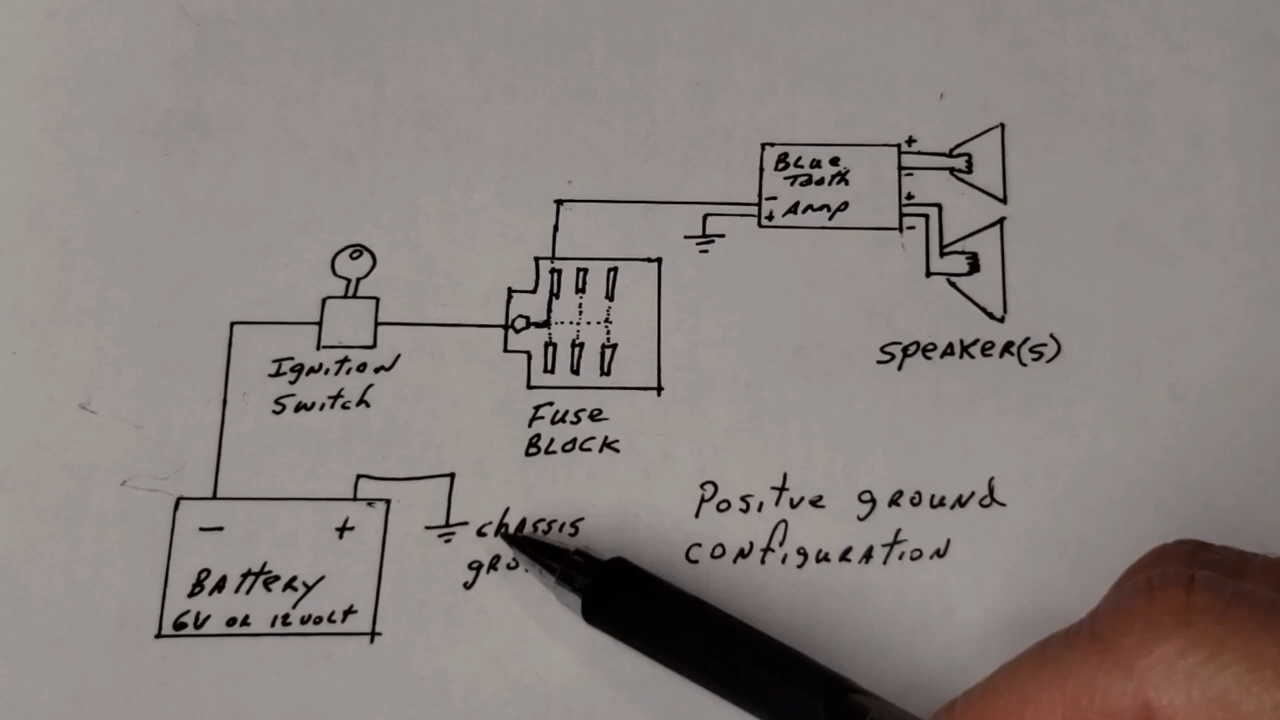 Blue
Tooth
- Amp
+
+
-
+
-
Speaker(s)
Ignition
Switch
Fuse
Block
Positve ground
configuration
- +
Battery
6V or 12 volt
chassis